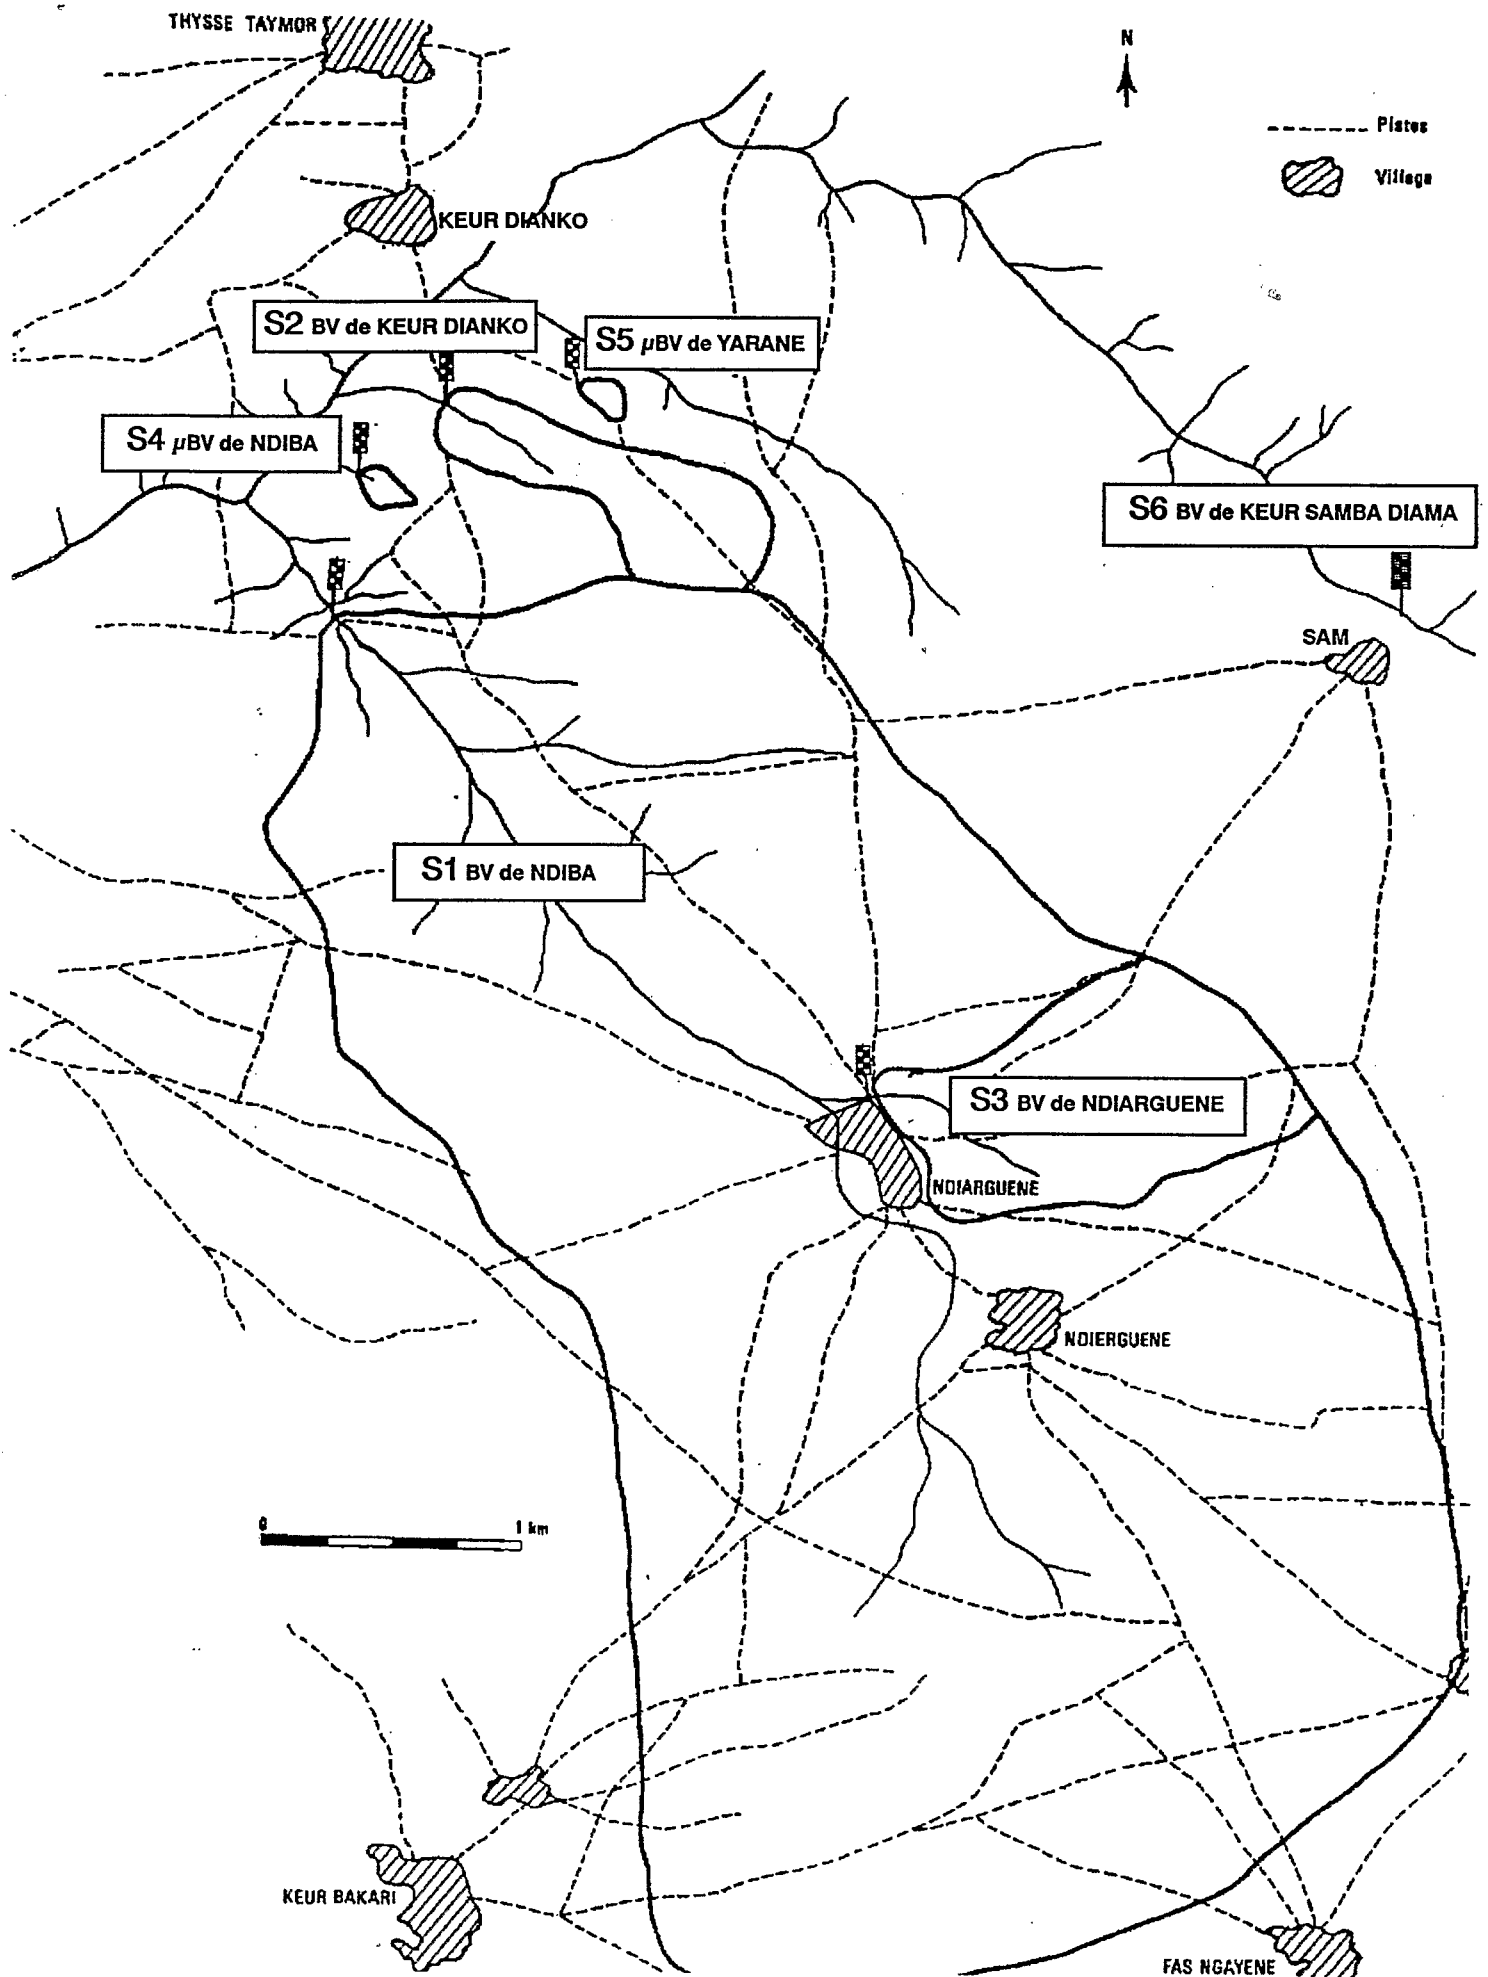 THYSSE TAYMOR
N
Pistes
Village
KEUR DIANKO
S2 BV de KEUR DIANKO
S5 µBV de YARANE
S4 µBV de NDIBA
S6 BV de KEUR SAMBA DIAMA
SAM
S1 BV de NDIBA
S3 BV de NDIARGUENE
NDIARGUENE
NDIERGUENE
0 1 km
KEUR BAKARI
FAS NGAYENE